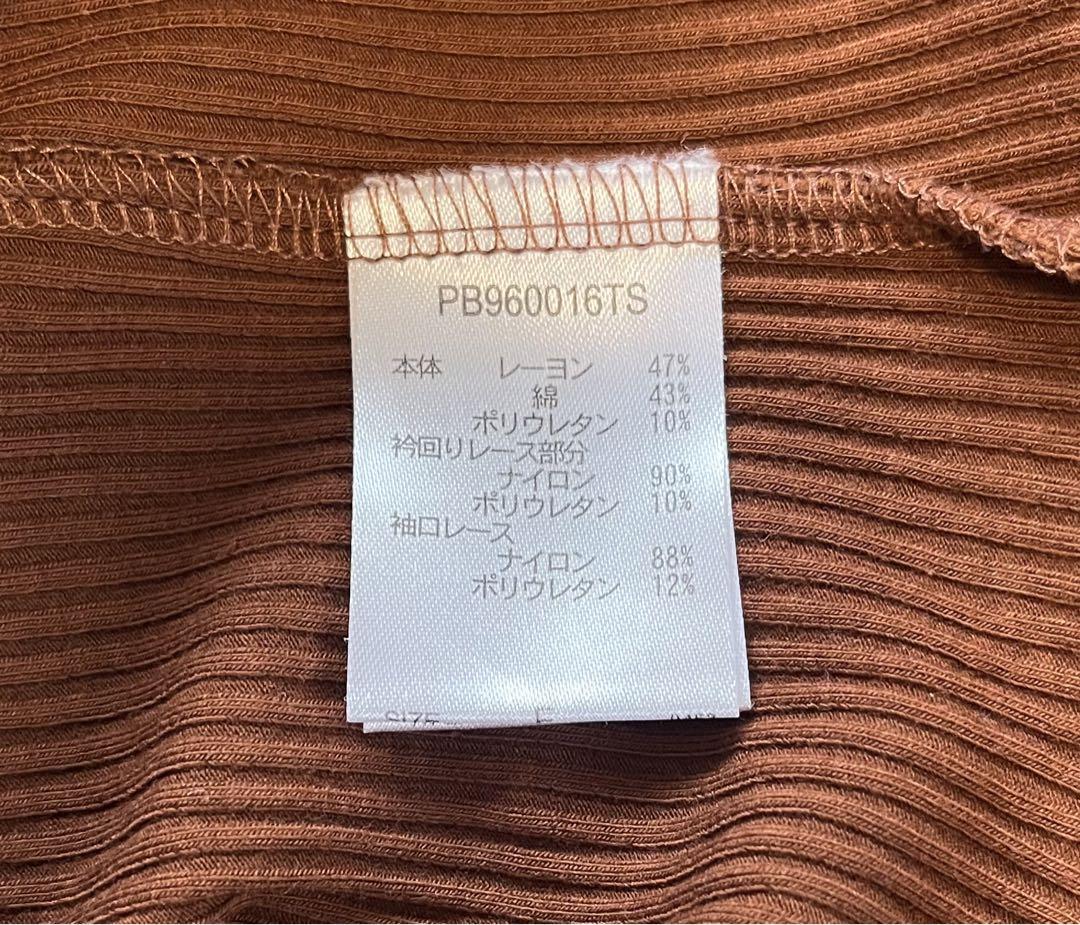 PB960016TS
本体 レーヨン 47%
綿 43%
ポリウレタン 10%
衿回りレース部分
ナイロン 90%
ポリウレタン 10%
袖口レース
ナイロン 88%
ポリウレタン 12%
SIZE F